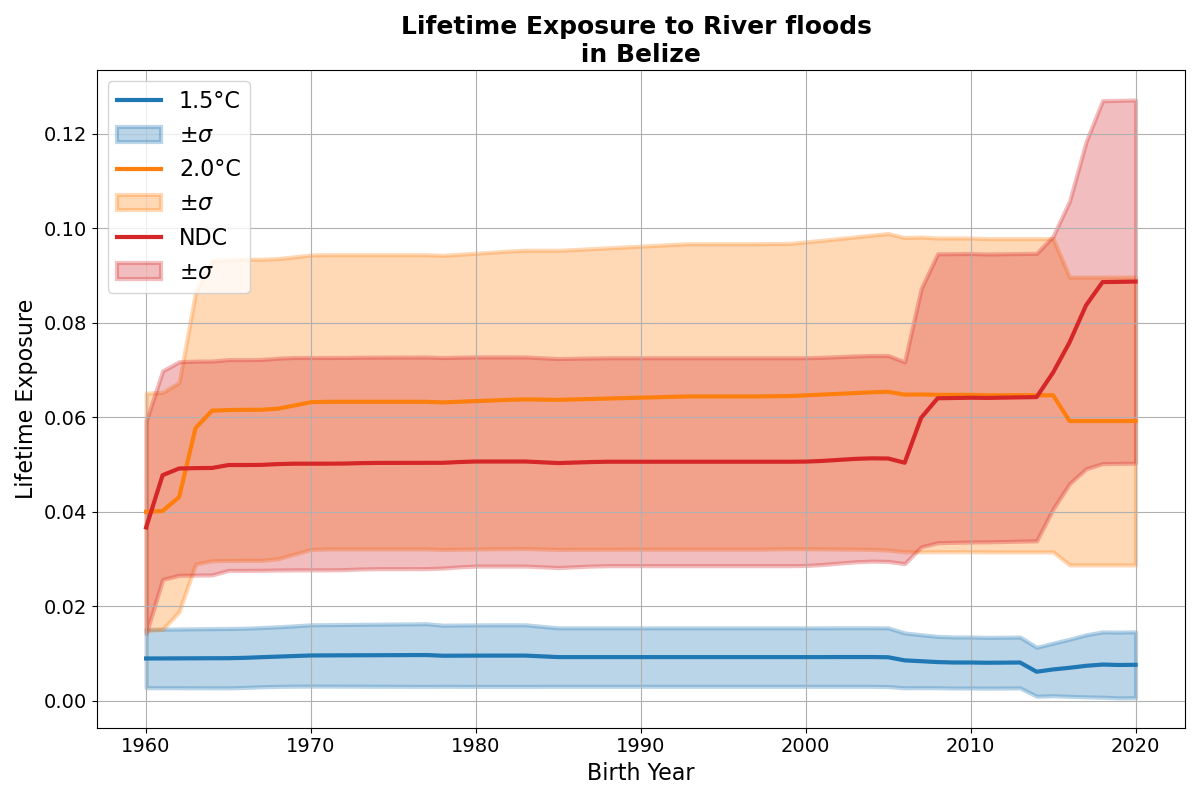 Lifetime Exposure to River floods
in Belize
1.5°C
±σ
2.0°C
±σ
NDC
±σ
Lifetime Exposure
0.12
0.10
0.08
0.06
0.04
0.02
0.00
1960 1970 1980 1990 2000 2010 2020
Birth Year